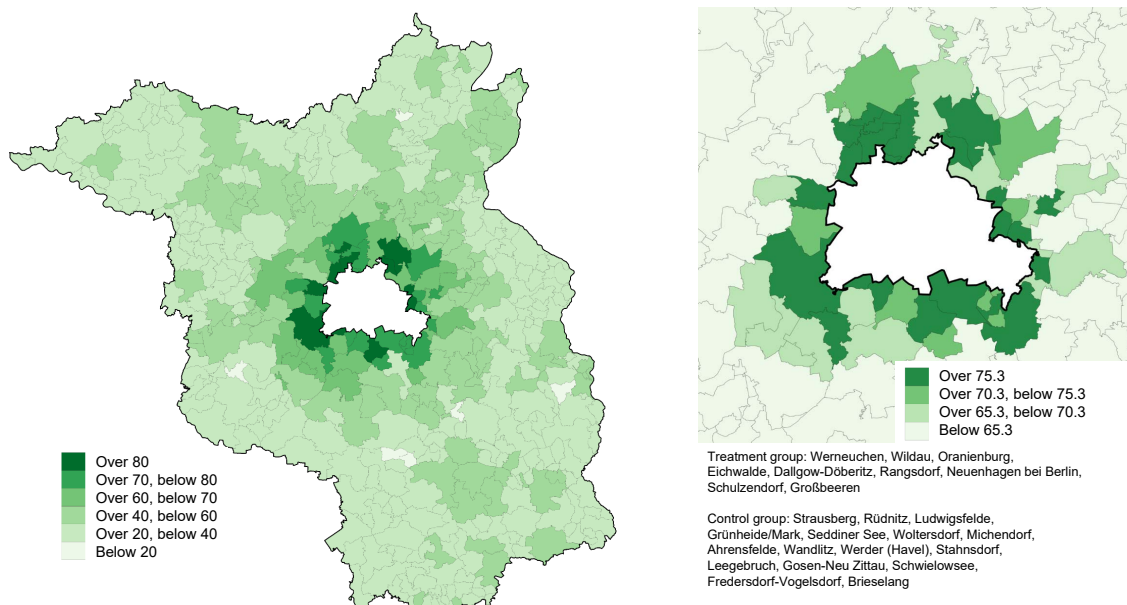 Over 80
Over 70, below 80
Over 60, below 70
Over 40, below 60
Over 20, below 40
Below 20
Over 75.3
Over 70.3, below 75.3
Over 65.3, below 70.3
Below 65.3
Treatment group: Werneuchen, Wildau, Oranienburg,
Eichwalde, Dallgow-Döberitz, Rangsdorf, Neuenhagen bei Berlin,
Schulzendorf, Großbeeren
Control group: Strausberg, Rüdnitz, Ludwigsfelde,
Grünheide/Mark, Seddiner See, Woltersdorf, Michendorf,
Ahrensfelde, Wandlitz, Werder (Havel), Stahnsdorf,
Leegebruch, Gosen-Neu Zittau, Schwielowsee,
Fredersdorf-Vogelsdorf, Brieselang